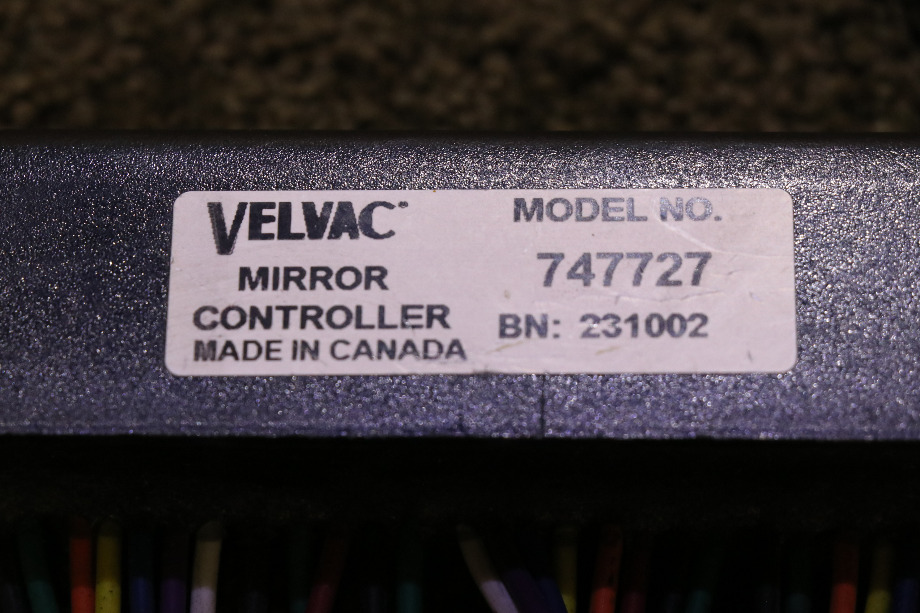 VELVAC
MIRROR
CONTROLLER
MADE IN CANADA
MODEL NO.
747727
BN: 231002